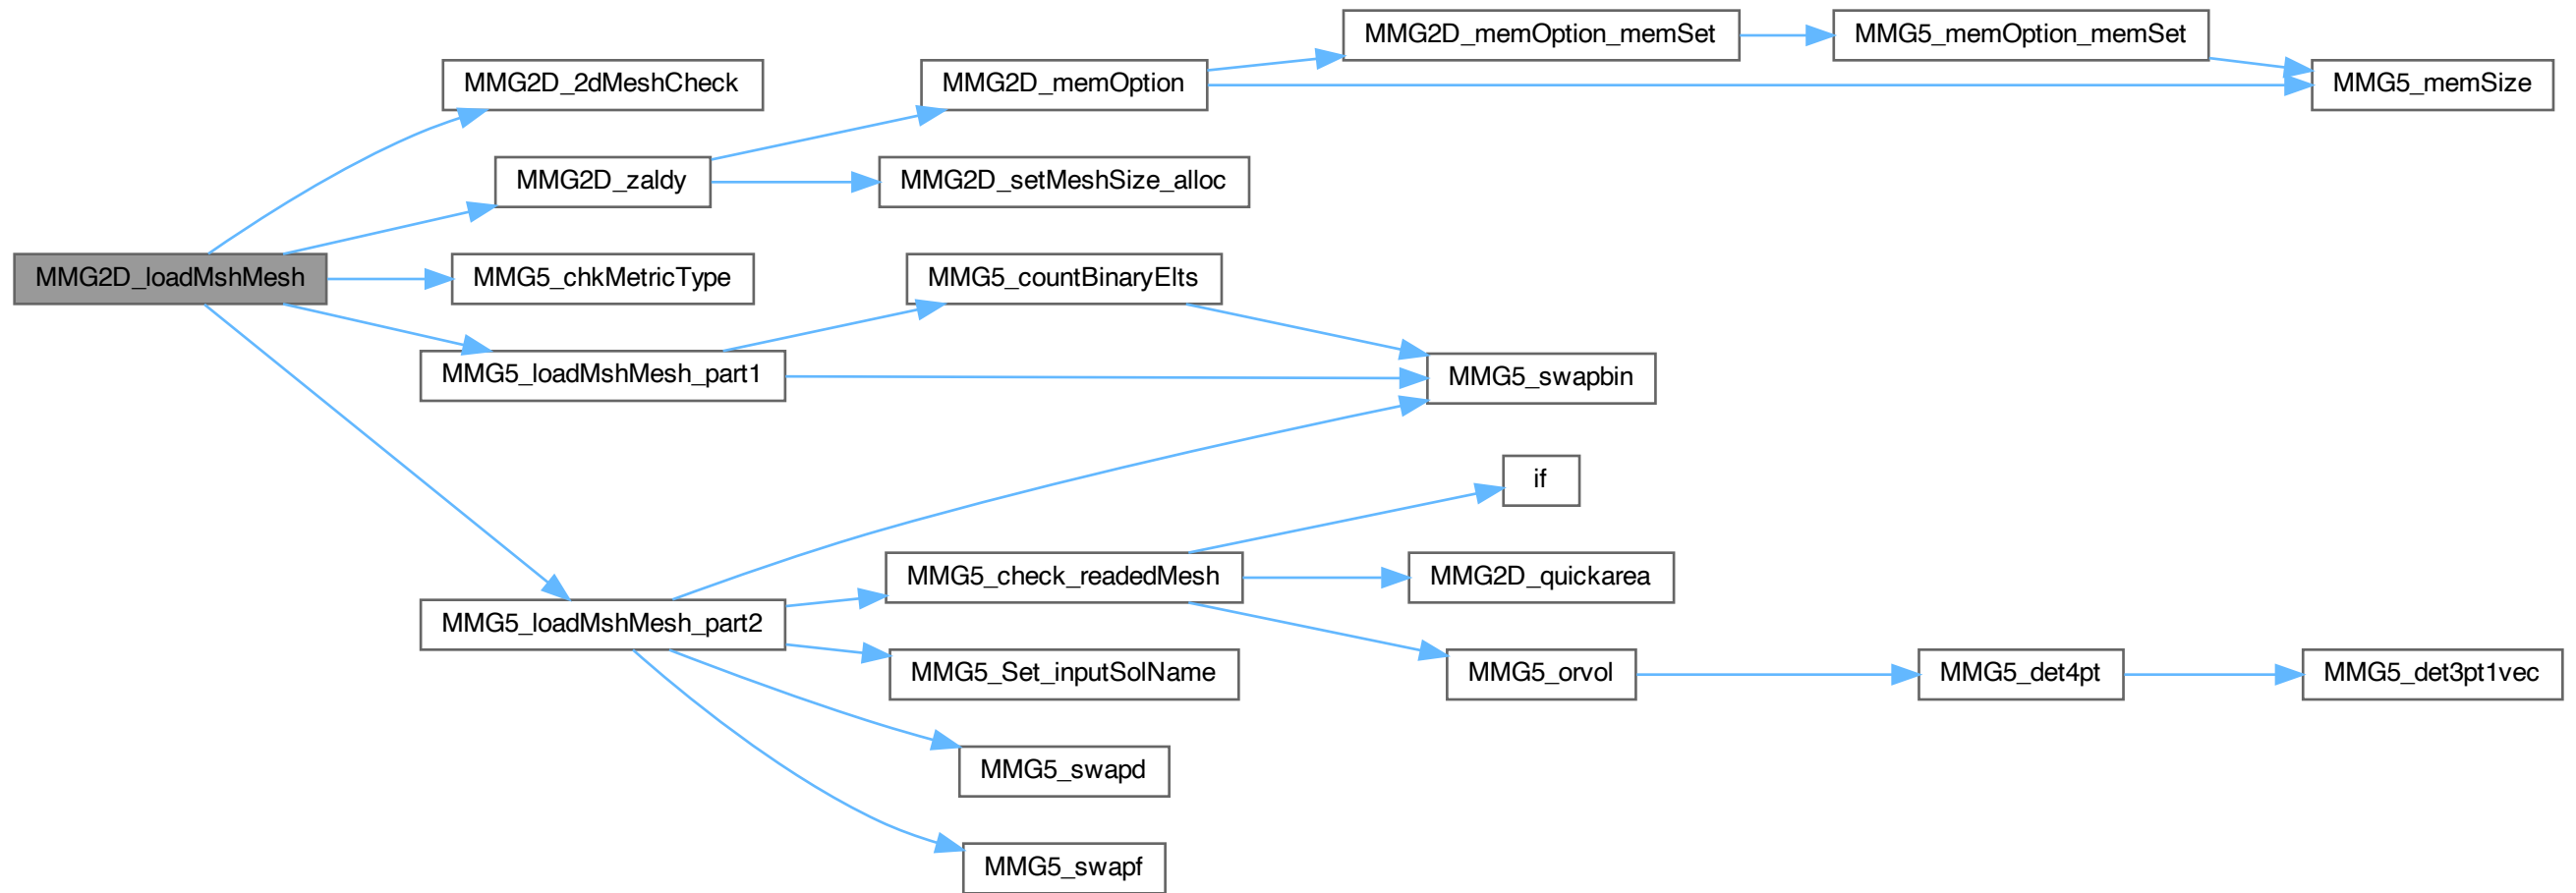 MMG2D_memOption_memSet
MMG5_memOption_memSet
MMG2D_2dMeshCheck
MMG2D_memOption
MMG5_memSize
MMG2D_zaldy
MMG2D_setMeshSize_alloc
MMG2D_loadMshMesh
MMG5_chkMetricType
MMG5_countBinaryElts
MMG5_loadMshMesh_part1
MMG5_swapbin
if
MMG5_check_readedMesh
MMG2D_quickarea
MMG5_loadMshMesh_part2
MMG5_Set_inputSolName
MMG5_orvol
MMG5_det4pt
MMG5_det3pt1vec
MMG5_swapd
MMG5_swapf